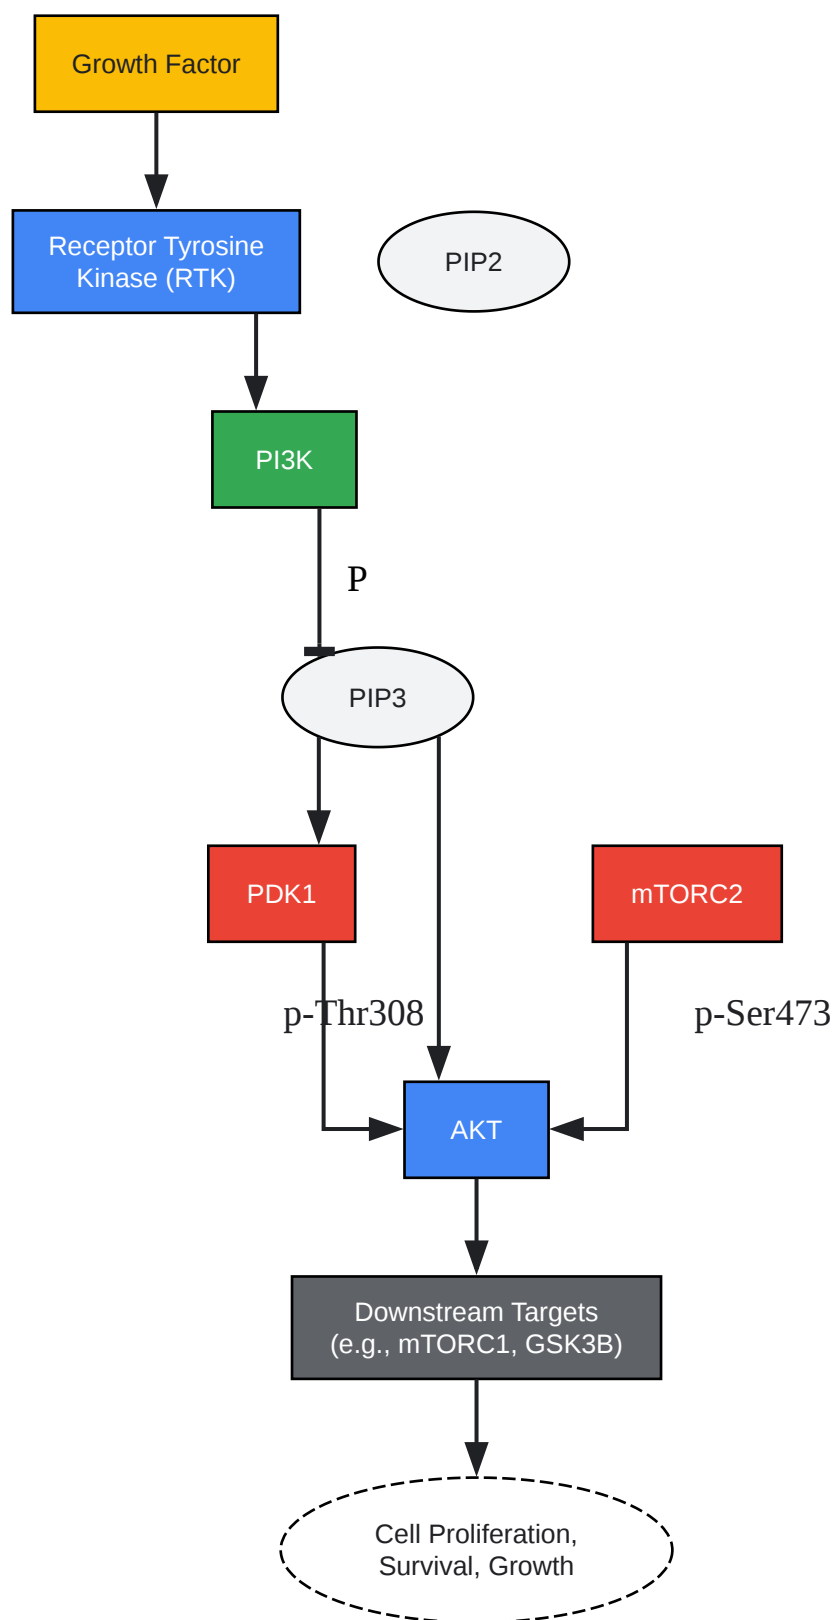 Growth Factor
Receptor Tyrosine
Kinase (RTK)
PIP2
PI3K
P
PIP3
PDK1
mTORC2
p-Thr308
p-Ser473
AKT
Downstream Targets
(e.g., mTORC1, GSK3B)
Cell Proliferation,
Survival, Growth